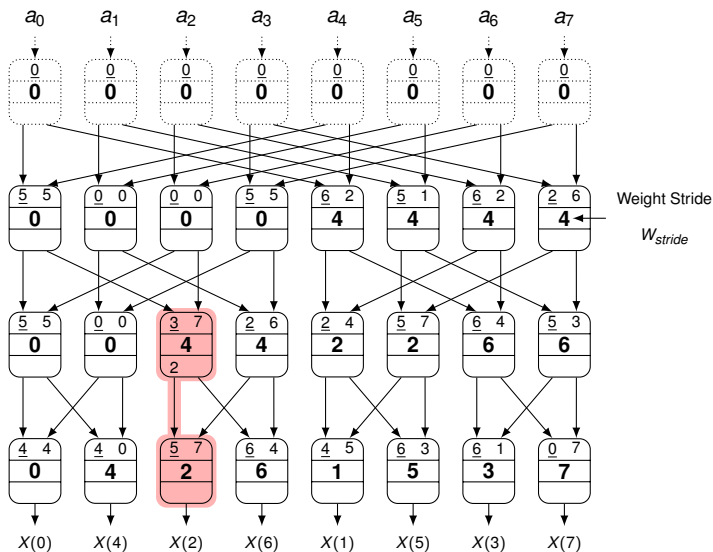 a0 a1 a2 a3 a4 a5 a6 a7
0 0 0 0 0 0 0 0
0 0 0 0 0 0 0 0
5 5 0 0 0 0 5 5 6 2 5 1 6 2 2 6
Weight Stride
0 0 0 0 4 4 4 4
Wstride
5 5 0 0 3 7 2 6 2 4 5 7 6 4 5 3
0 0 4 4 2 2 6 6
2
4 4 4 0 5 7 6 4 4 5 6 3 6 1 0 7
0 4 2 6 1 5 3 7
X(0) X(4) X(2) X(6) X(1) X(5) X(3) X(7)